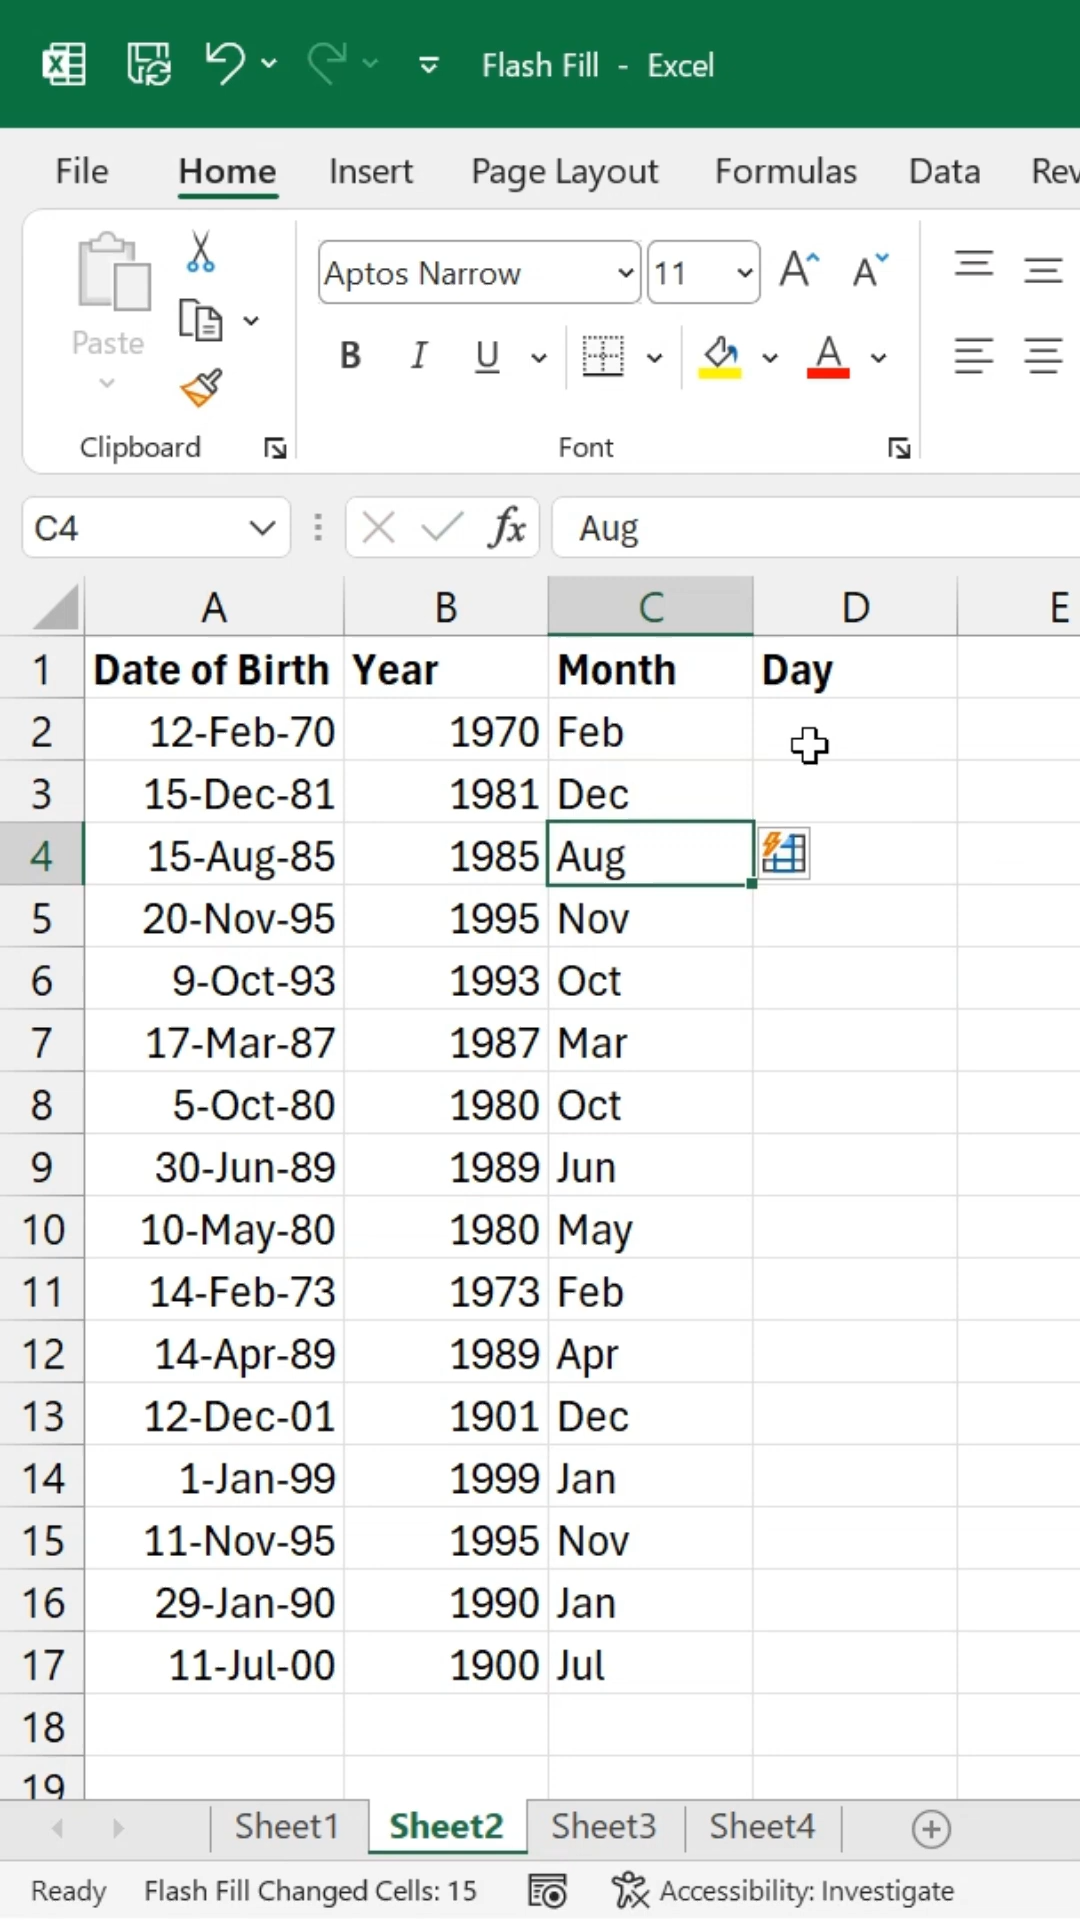 Flash Fill - Excel
File Home Insert Page Layout Formulas Data Rev
Aptos Narrow 11 A A
Paste
B I U A
Clipboard Font
C4 fx Aug
A B C D E
1 Date of Birth Year Month Day
2 12-Feb-70 1970 Feb
3 15-Dec-81 1981 Dec
4 15-Aug-85 1985 Aug
5 20-Nov-95 1995 Nov
6 9-Oct-93 1993 Oct
7 17-Mar-87 1987 Mar
8 5-Oct-80 1980 Oct
9 30-Jun-89 1989 Jun
10 10-May-80 1980 May
11 14-Feb-73 1973 Feb
12 14-Apr-89 1989 Apr
13 12-Dec-01 1901 Dec
14 1-Jan-99 1999 Jan
15 11-Nov-95 1995 Nov
16 29-Jan-90 1990 Jan
17 11-Jul-00 1900 Jul
18
19
Sheet1 Sheet2 Sheet3 Sheet4
Ready Flash Fill Changed Cells: 15 Accessibility: Investigate